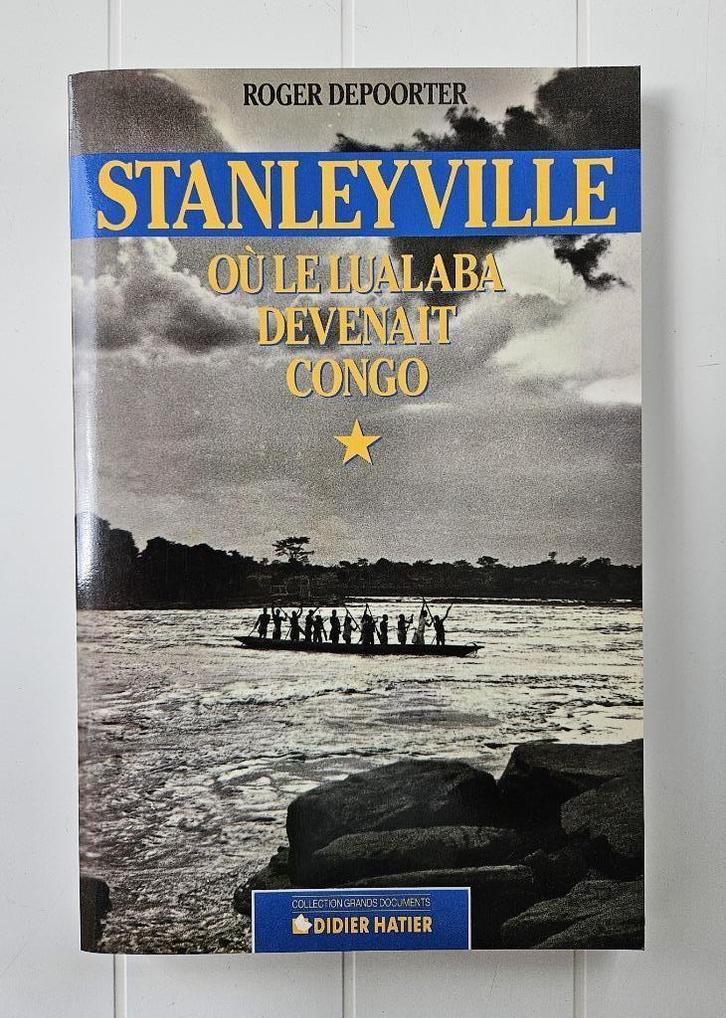 ROGER DEPOORTER
STANLEYVILLE
OÙ LE LUALABA
DEVENAIT
CONGO
COLLECTION GRANDS DOCUMENTS
DIDIER HATIER